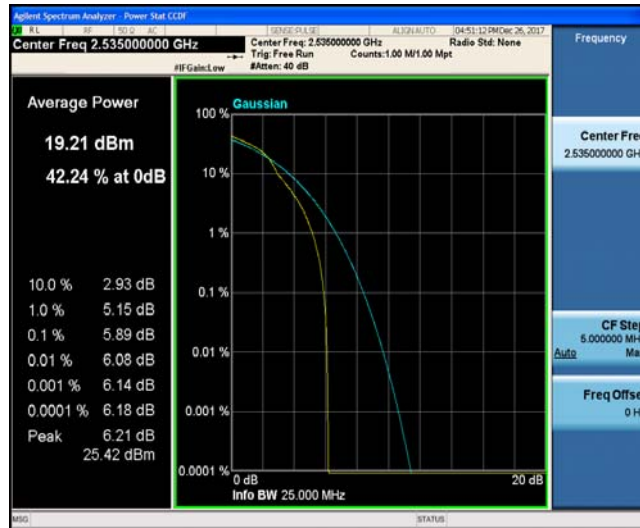 Agilent Spectrum Analyzer - Power Stat CCDF
RL RF 50 Ω AC SENSE:PULSE ALIGN AUTO 04:51:12 PM Dec 26, 2017
Center Freq 2.535000000 GHz
Center Freq: 2.535000000 GHz Radio Std: None
Trig: Free Run Counts:1.00 M/1.00 Mpt
#IFGain:Low #Atten: 40 dB
Frequency
Average Power
19.21 dBm
42.24 % at 0dB
10.0 % 2.93 dB
1.0 % 5.15 dB
0.1 % 5.89 dB
0.01 % 6.08 dB
0.001 % 6.14 dB
0.0001 % 6.18 dB
Peak 6.21 dB
25.42 dBm
Gaussian
100 %
10 %
1 %
0.1 %
0.01 %
0.001 %
0.0001 %
0 dB 20 dB
Info BW 25.000 MHz
Center Fre
2.535000000 GH
CF Step
5.000000 MH
Auto Ma
Freq Offse
0 H
MSG STATUS